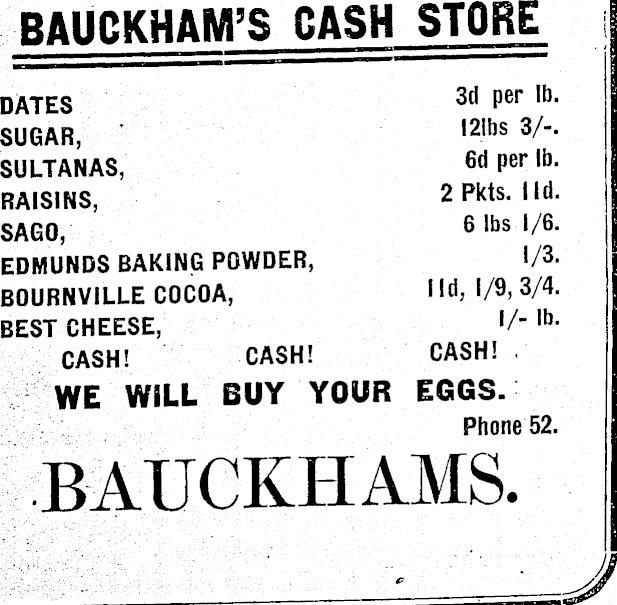 BAUCKHAM'S CASH STORE
DATES 3d per lb.
SUGAR, 12lbs 3/-.
SULTANAS, 6d per lb.
RAISINS, 2 Pkts. 11d.
SAGO, 6 lbs 1/6.
EDMUNDS BAKING POWDER, 1/3.
BOURNVILLE COCOA, 11d, 1/9, 3/4.
BEST CHEESE, 1/- lb.
CASH! CASH! CASH!
WE WILL BUY YOUR EGGS.
Phone 52.
BAUCKHAMS.